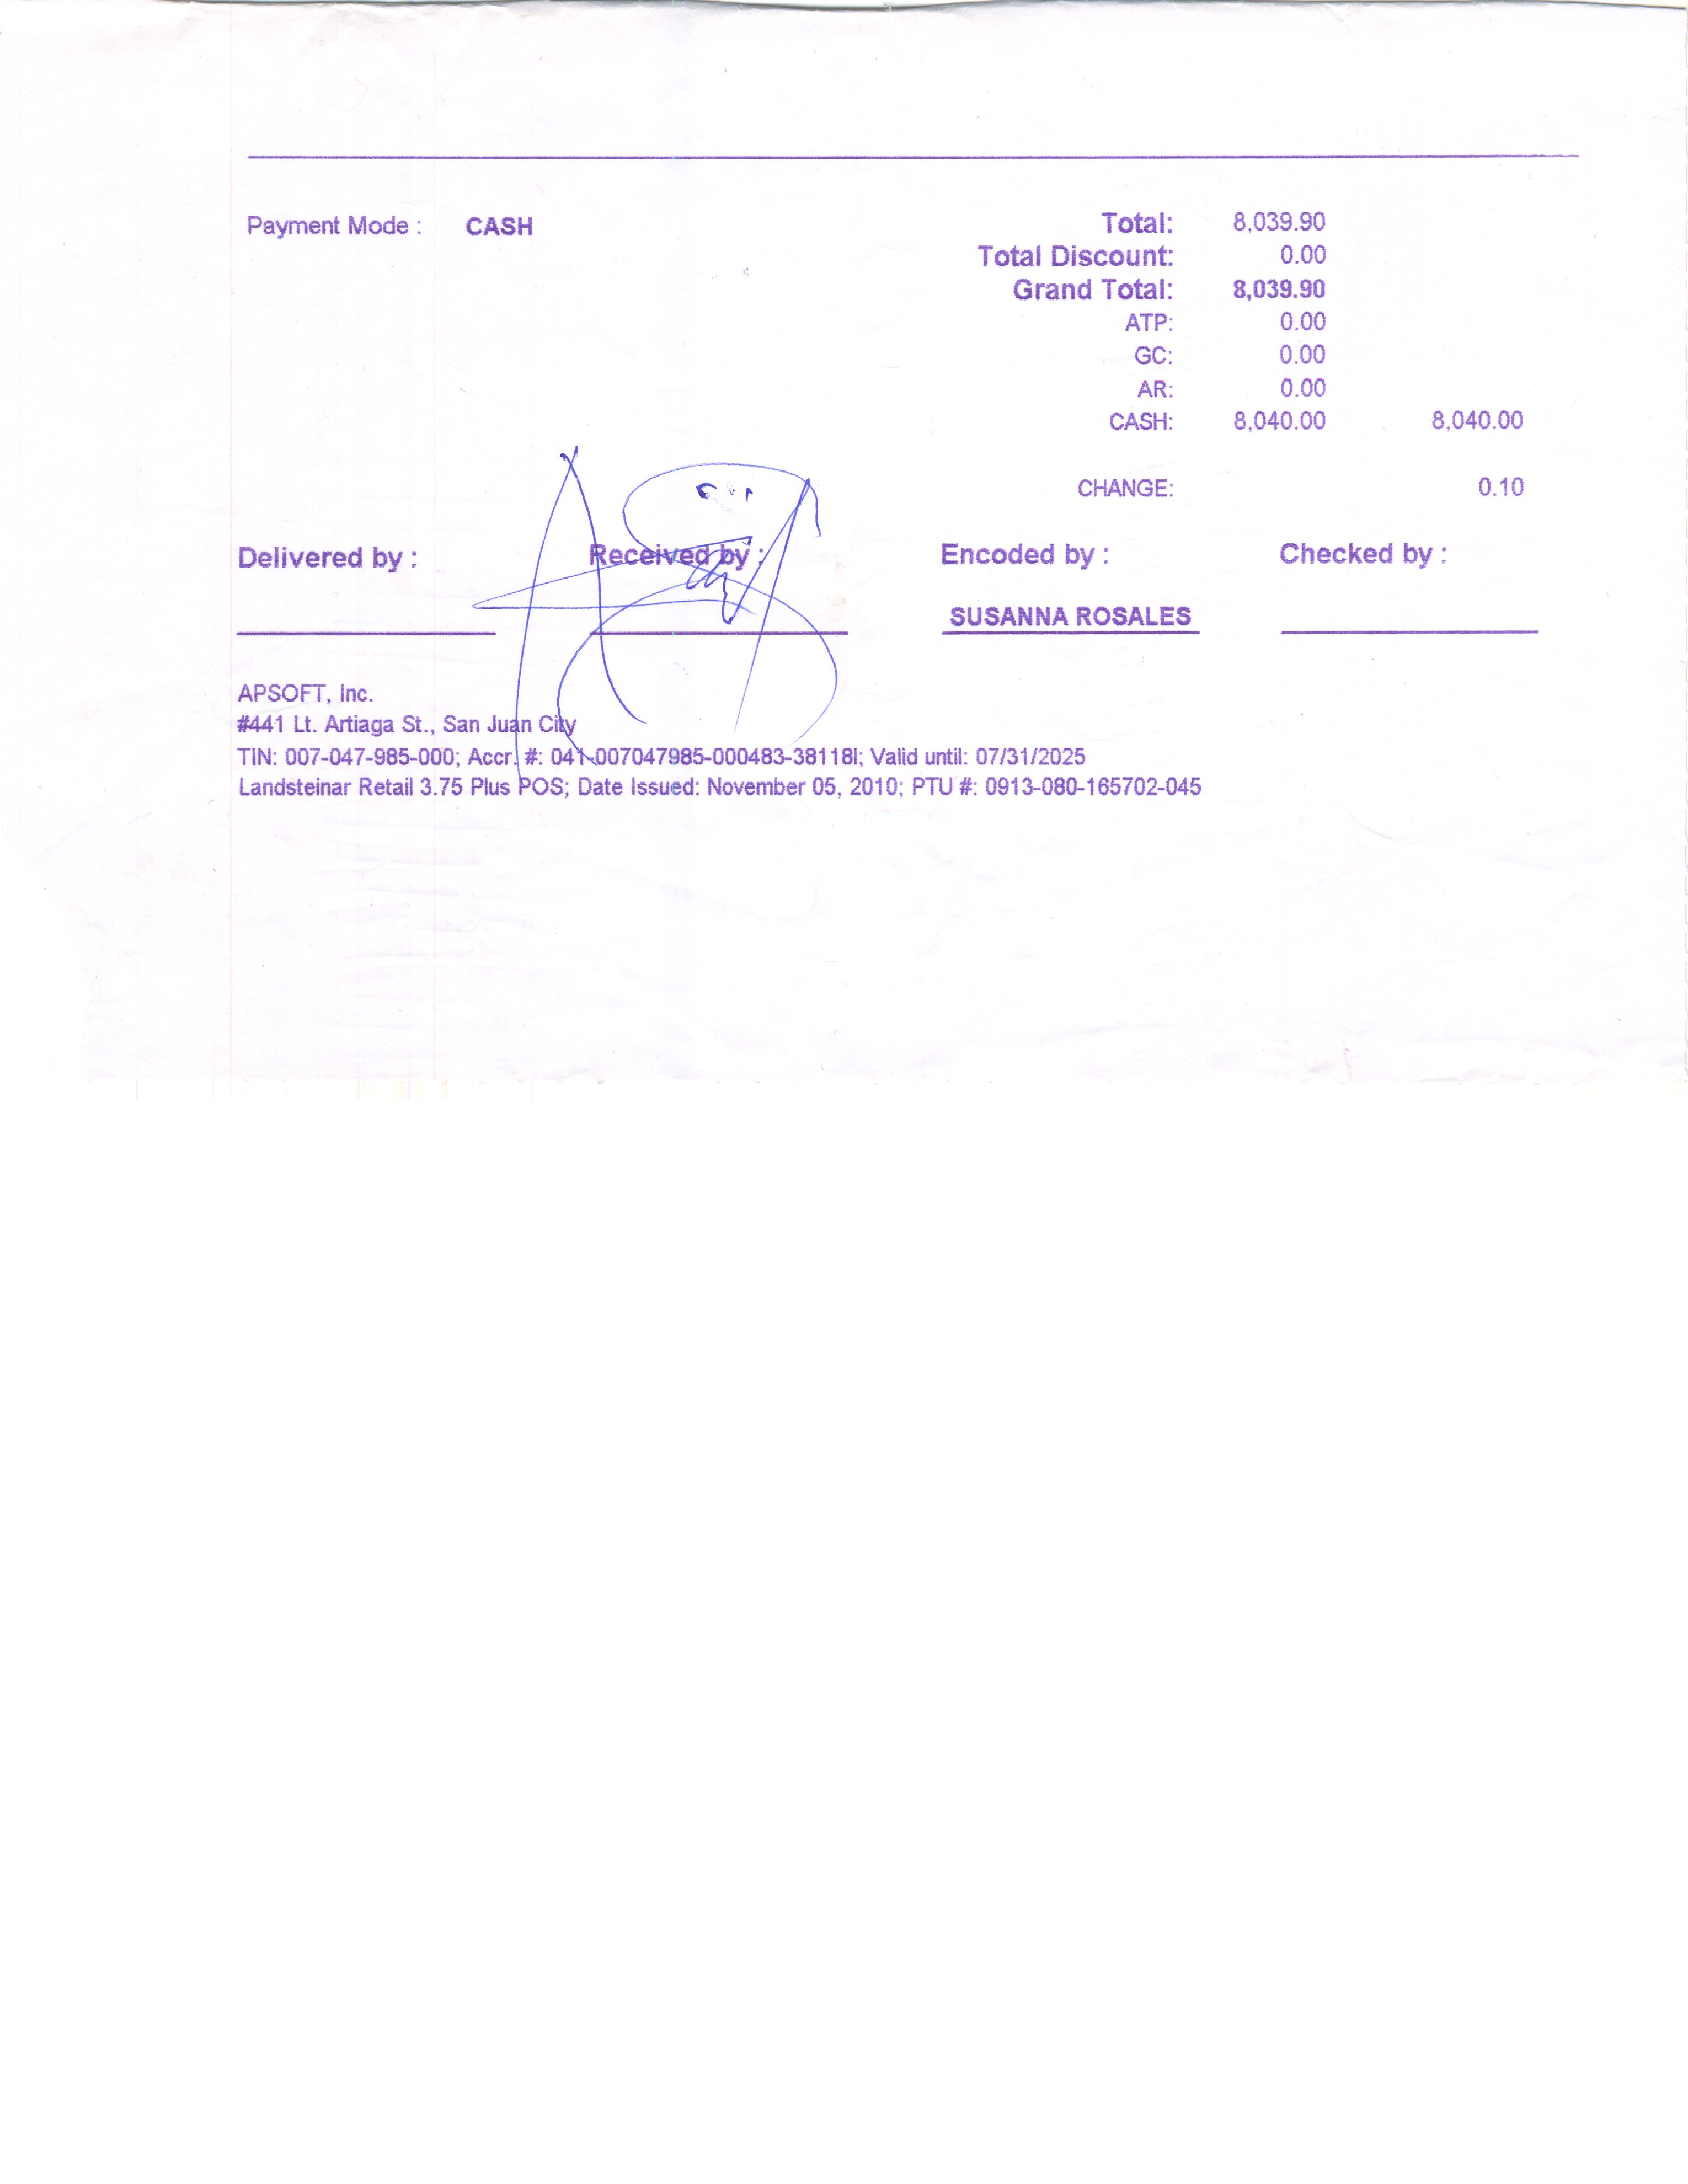 Payment Mode : CASH Total: 8,039.90
Total Discount: 0.00
Grand Total: 8,039.90
ATP: 0.00
GC: 0.00
AR: 0.00
CASH: 8,040.00 8,040.00
CHANGE: 0.10
Delivered by : Received by : Encoded by : Checked by :
SUSANNA ROSALES
APSOFT, Inc.
#441 Lt. Artiaga St., San Juan City
TIN: 007-047-985-000; Accr. #: 041-007047985-000483-38118I; Valid until: 07/31/2025
Landsteinar Retail 3.75 Plus POS; Date Issued: November 05, 2010; PTU #: 0913-080-165702-045